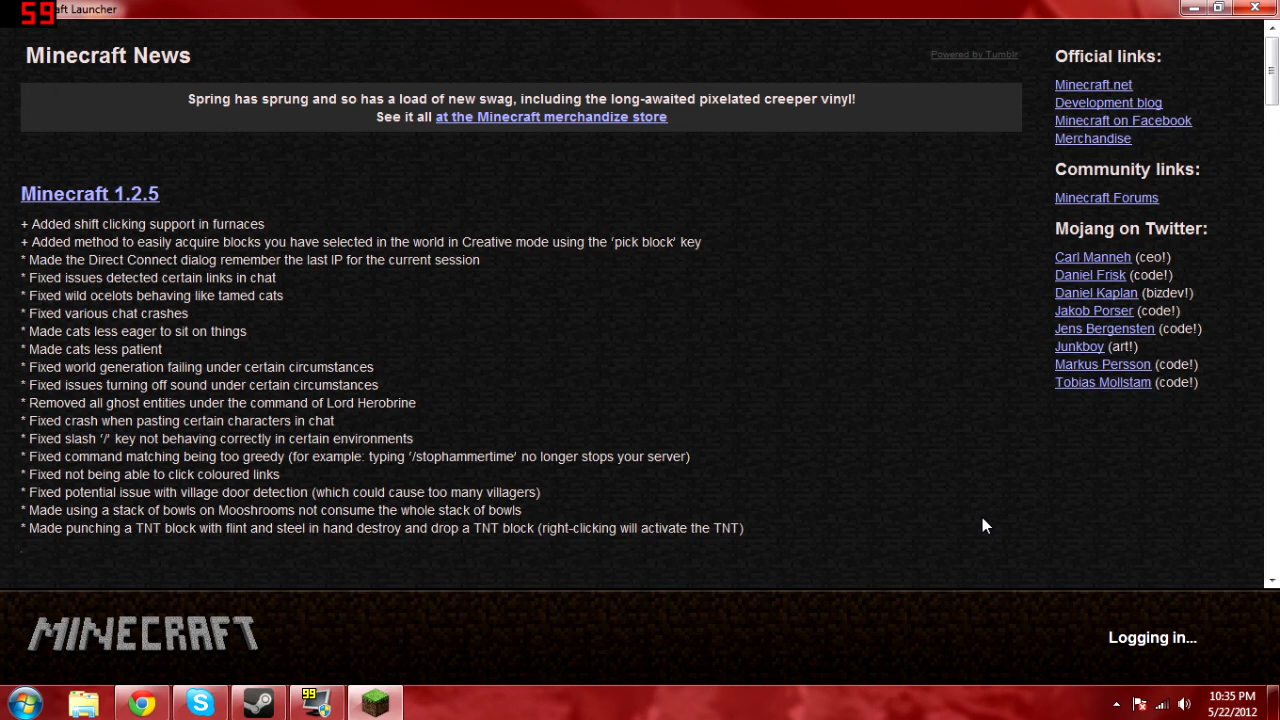 59
aft Launcher
Minecraft News
Powered by Tumblr
Spring has sprung and so has a load of new swag, including the long-awaited pixelated creeper vinyl!
See it all at the Minecraft merchandize store
Minecraft 1.2.5
+ Added shift clicking support in furnaces
+ Added method to easily acquire blocks you have selected in the world in Creative mode using the 'pick block' key
* Made the Direct Connect dialog remember the last IP for the current session
* Fixed issues detected certain links in chat
* Fixed wild ocelots behaving like tamed cats
* Fixed various chat crashes
* Made cats less eager to sit on things
* Made cats less patient
* Fixed world generation failing under certain circumstances
* Fixed issues turning off sound under certain circumstances
* Removed all ghost entities under the command of Lord Herobrine
* Fixed crash when pasting certain characters in chat
* Fixed slash '/' key not behaving correctly in certain environments
* Fixed command matching being too greedy (for example: typing '/stophammertime' no longer stops your server)
* Fixed not being able to click coloured links
* Fixed potential issue with village door detection (which could cause too many villagers)
* Made using a stack of bowls on Mooshrooms not consume the whole stack of bowls
* Made punching a TNT block with flint and steel in hand destroy and drop a TNT block (right-clicking will activate the TNT)
Official links:
Minecraft.net
Development blog
Minecraft on Facebook
Merchandise
Community links:
Minecraft Forums
Mojang on Twitter:
Carl Manneh (ceo!)
Daniel Frisk (code!)
Daniel Kaplan (bizdev!)
Jakob Porser (code!)
Jens Bergensten (code!)
Junkboy (art!)
Markus Persson (code!)
Tobias Mollstam (code!)
MINECRAFT
Logging in...
99
10:35 PM
5/22/2012